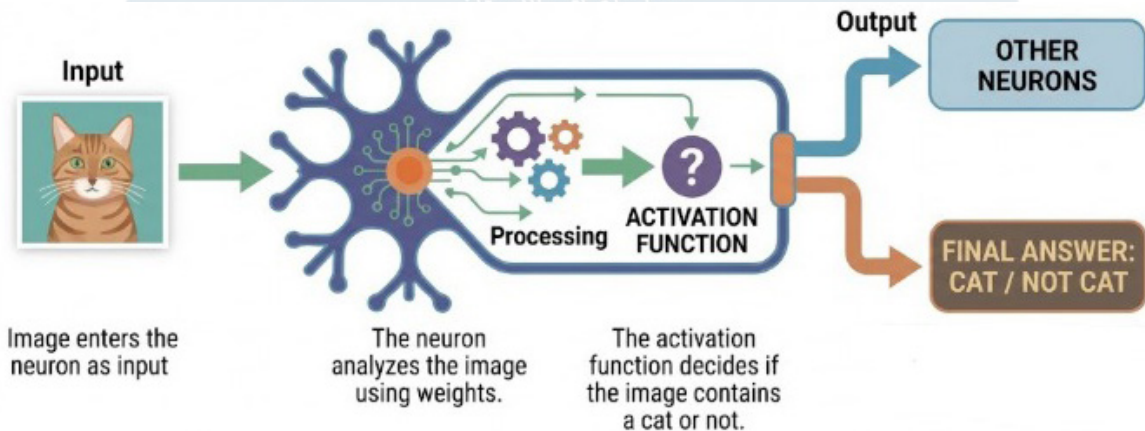 Input
Output
OTHER
NEURONS
?
Processing
ACTIVATION
FUNCTION
FINAL ANSWER:
CAT / NOT CAT
Image enters the
neuron as input
The neuron
analyzes the image
using weights.
The activation
function decides if
the image contains
a cat or not.